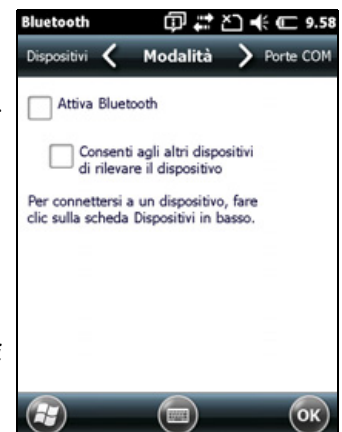 Bluetooth 9.58
Dispositivi Modalità Porte COM
Attiva Bluetooth
Consenti agli altri dispositivi
di rilevare il dispositivo
Per connettersi a un dispositivo, fare
clic sulla scheda Dispositivi in basso.
OK